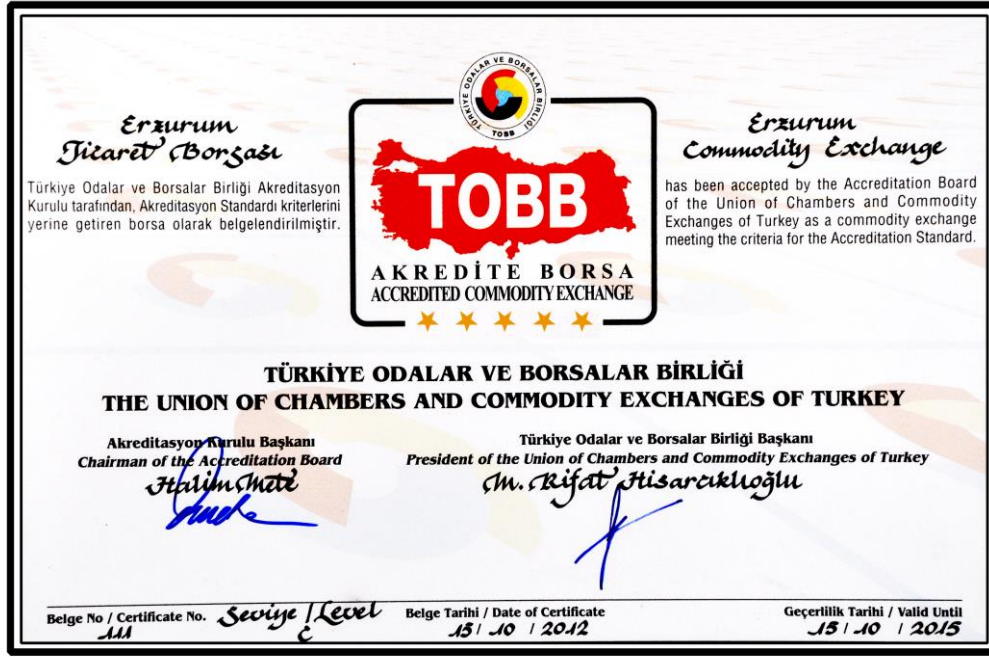 TÜRKİYE ODALAR VE BORSALAR BİRLİĞİ
TOBB
Erzurum
Ticaret Borsası
Türkiye Odalar ve Borsalar Birliği Akreditasyon
Kurulu tarafından, Akreditasyon Standardı kriterlerini
yerine getiren borsa olarak belgelendirilmiştir.
TOBB
AKREDİTE BORSA
ACCREDITED COMMODITY EXCHANGE
Erzurum
Commodity Exchange
has been accepted by the Accreditation Board
of the Union of Chambers and Commodity
Exchanges of Turkey as a commodity exchange
meeting the criteria for the Accreditation Standard.
TÜRKİYE ODALAR VE BORSALAR BİRLİĞİ
THE UNION OF CHAMBERS AND COMMODITY EXCHANGES OF TURKEY
Akreditasyon Kurulu Başkanı
Chairman of the Accreditation Board
Halim Mete
Türkiye Odalar ve Borsalar Birliği Başkanı
President of the Union of Chambers and Commodity Exchanges of Turkey
M. Rifat Hisarcıklıoğlu
Belge No / Certificate No.
111
Seviye / Level
C
Belge Tarihi / Date of Certificate
15 / 10 / 2012
Geçerlilik Tarihi / Valid Until
15 / 10 / 2015